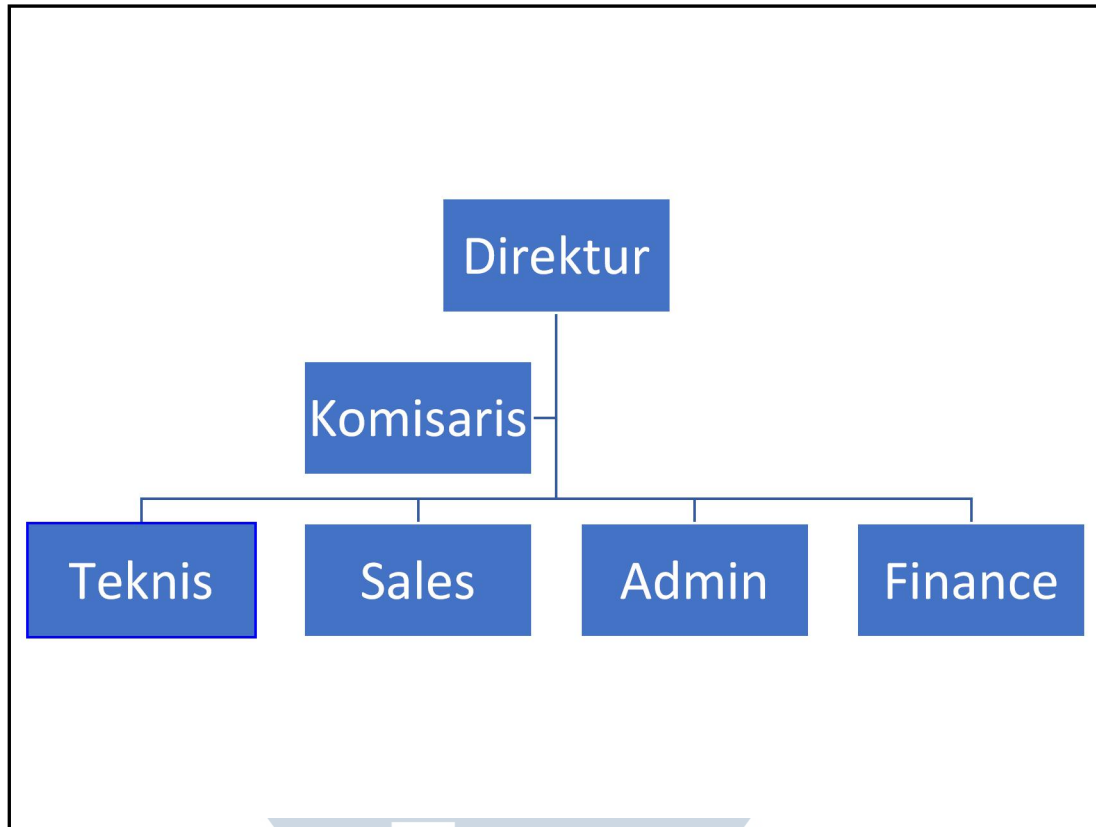 Direktur
Komisaris
Teknis
Sales
Admin
Finance